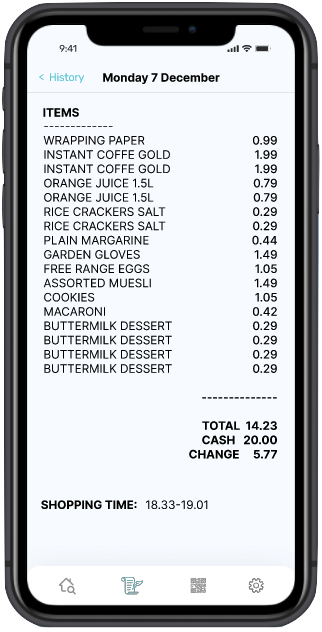 9:41
< History Monday 7 December
ITEMS
-------------
WRAPPING PAPER 0.99
INSTANT COFFE GOLD 1.99
INSTANT COFFE GOLD 1.99
ORANGE JUICE 1.5L 0.79
ORANGE JUICE 1.5L 0.79
RICE CRACKERS SALT 0.29
RICE CRACKERS SALT 0.29
PLAIN MARGARINE 0.44
GARDEN GLOVES 1.49
FREE RANGE EGGS 1.05
ASSORTED MUESLI 1.49
COOKIES 1.05
MACARONI 0.42
BUTTERMILK DESSERT 0.29
BUTTERMILK DESSERT 0.29
BUTTERMILK DESSERT 0.29
BUTTERMILK DESSERT 0.29
--------------
TOTAL 14.23
CASH 20.00
CHANGE 5.77
SHOPPING TIME: 18.33-19.01